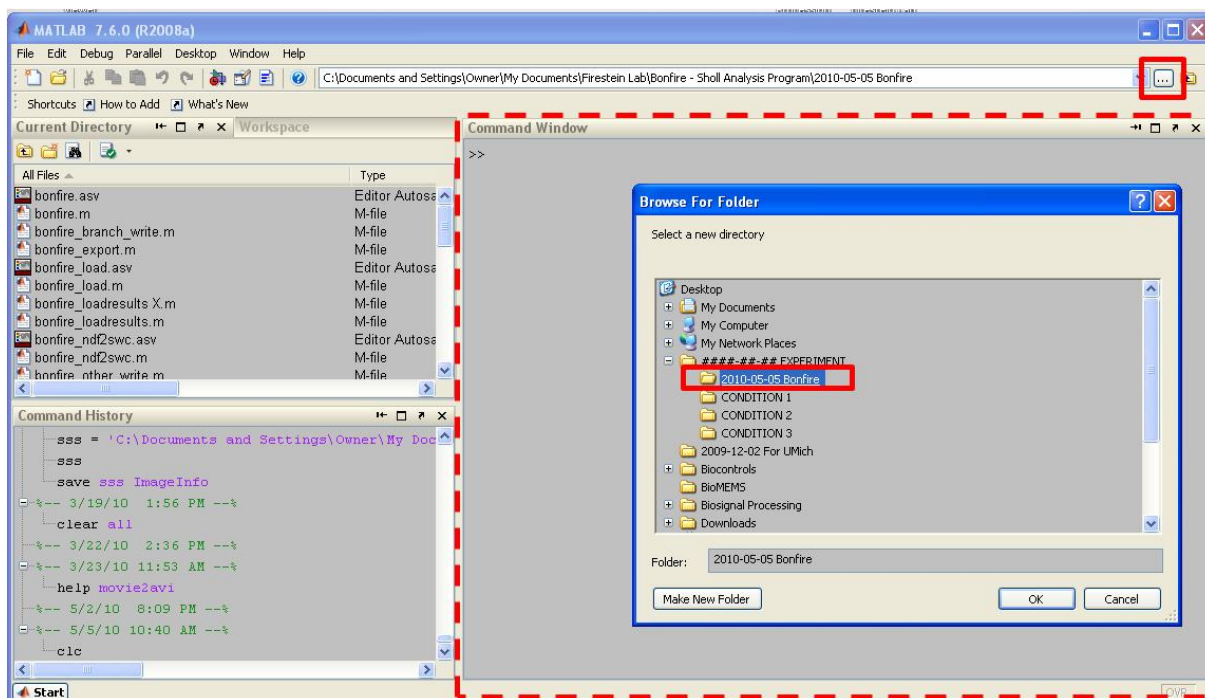 MATLAB 7.6.0 (R2008a)
File Edit Debug Parallel Desktop Window Help
C:\Documents and Settings\Owner\My Documents\Firestein Lab\Bonfire - Sholl Analysis Program\2010-05-05 Bonfire
Shortcuts How to Add What's New
Current Directory Workspace
All Files Type
bonfire.asv Editor Autosa
bonfire.m M-file
bonfire_branch_write.m M-file
bonfire_export.m M-file
bonfire_load.asv Editor Autosa
bonfire_load.m M-file
bonfire_loadresults X.m M-file
bonfire_loadresults.m M-file
bonfire_ndf2swc.asv Editor Autosa
bonfire_ndf2swc.m M-file
bonfire_other_write.m M-file
Command History
sss = 'C:\Documents and Settings\Owner\My Doc
sss
save sss ImageInfo
%-- 3/19/10 1:56 PM --%
clear all
%-- 3/22/10 2:36 PM --%
%-- 3/23/10 11:53 AM --%
help movie2avi
%-- 5/2/10 8:09 PM --%
%-- 5/5/10 10:40 AM --%
clc
Start
Command Window
>>
Browse For Folder
Select a new directory
Desktop
My Documents
My Computer
My Network Places
####-##-## EXPERIMENT
2010-05-05 Bonfire
CONDITION 1
CONDITION 2
CONDITION 3
2009-12-02 For UMich
Biocontrols
BioMEMS
Biosignal Processing
Downloads
Folder: 2010-05-05 Bonfire
Make New Folder OK Cancel
OVR